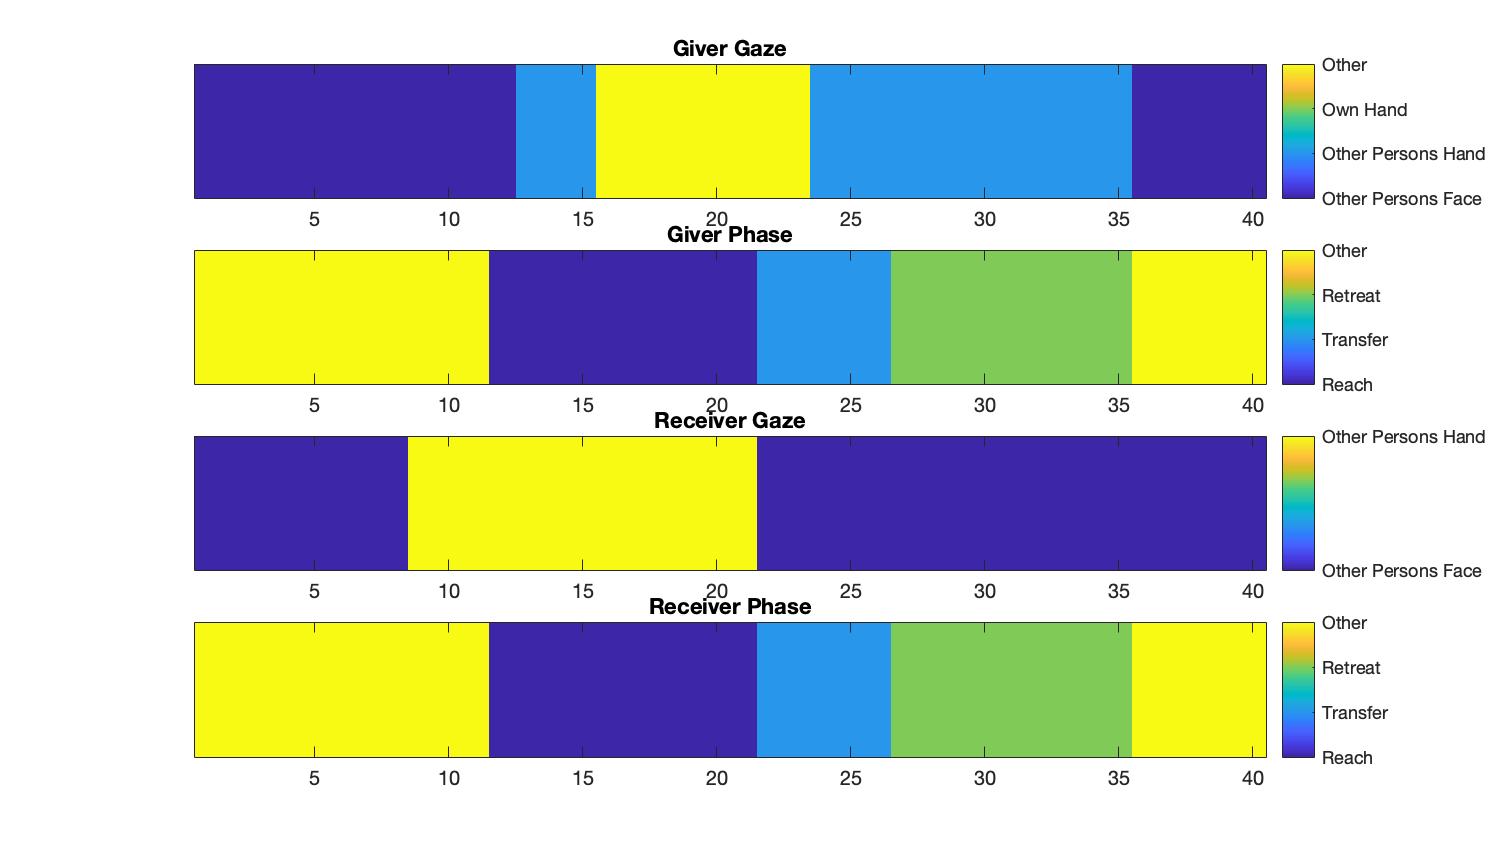 Giver Gaze
Other
Own Hand
Other Persons Hand
Other Persons Face
5 10 15 20 25 30 35 40
Giver Phase
Other
Retreat
Transfer
Reach
5 10 15 20 25 30 35 40
Receiver Gaze
Other Persons Hand
Other Persons Face
5 10 15 20 25 30 35 40
Receiver Phase
Other
Retreat
Transfer
Reach
5 10 15 20 25 30 35 40